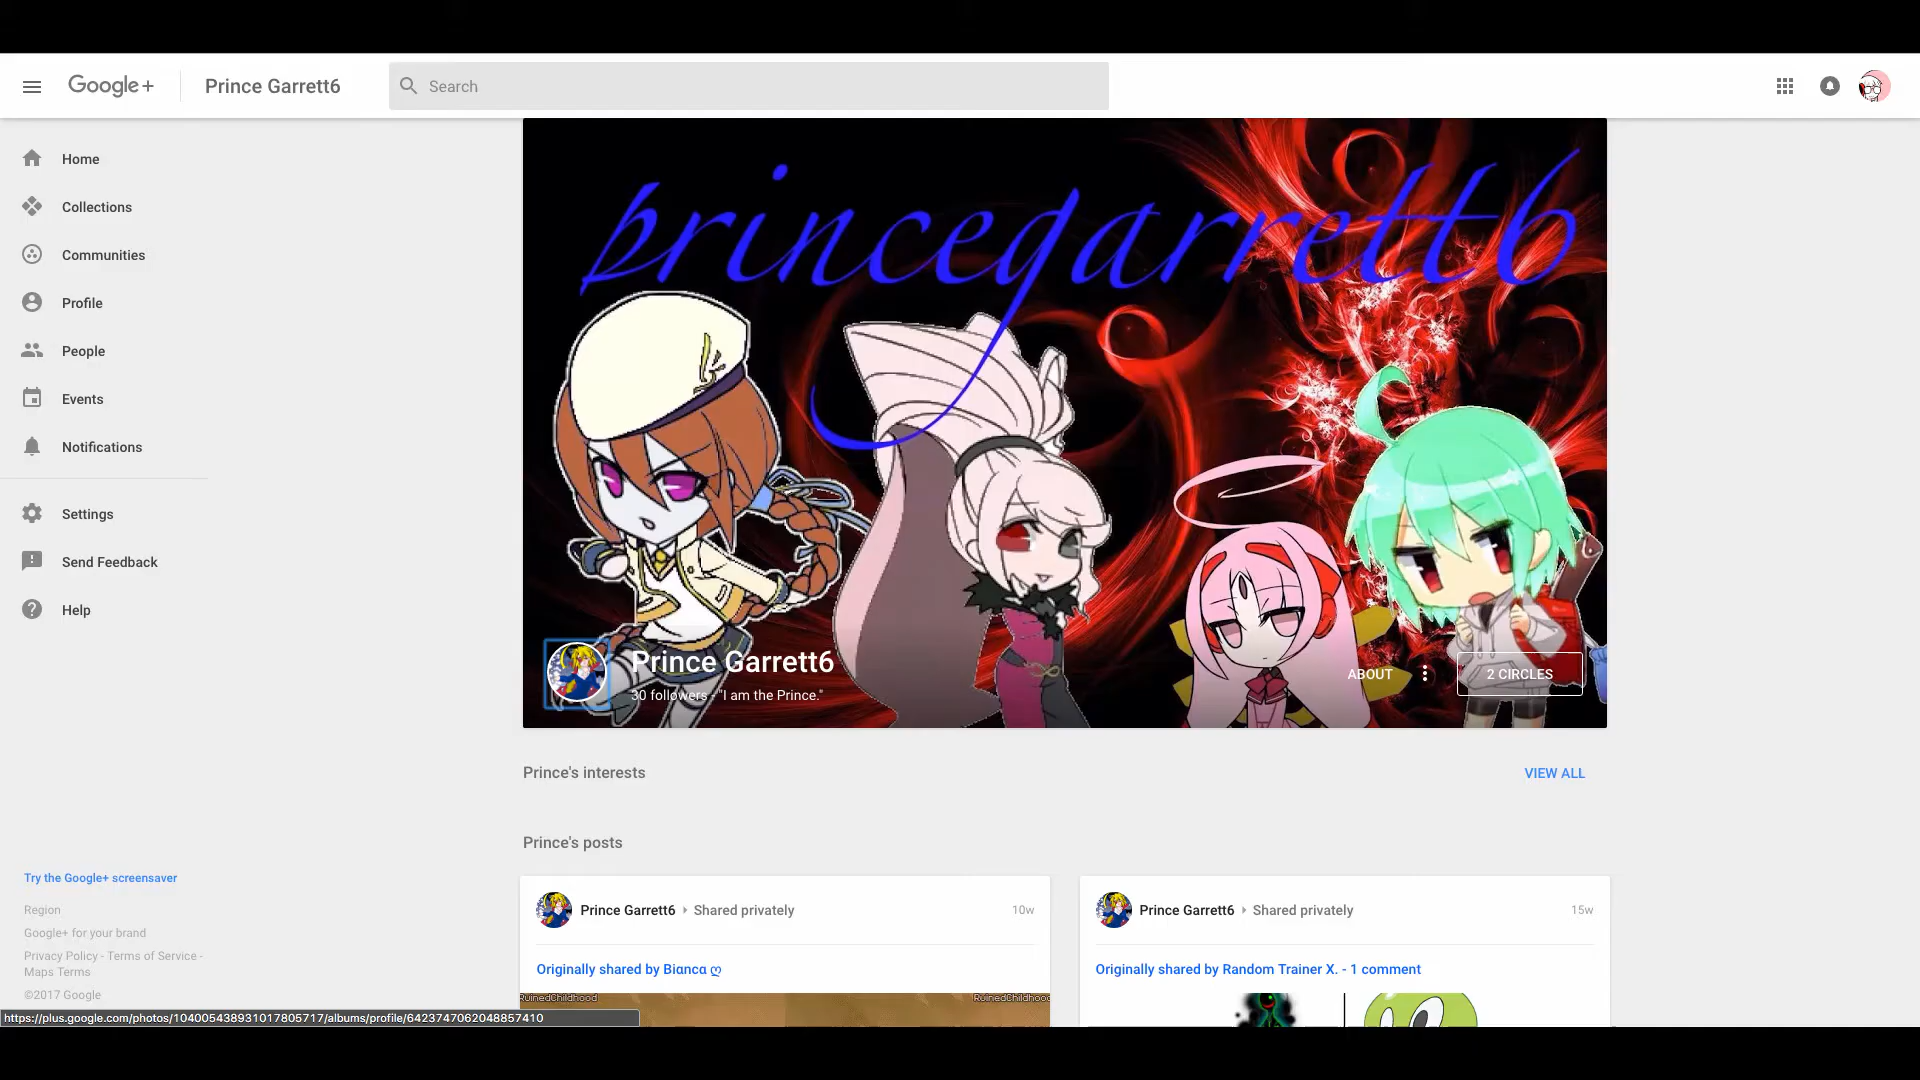 Google+
Prince Garrett6
Search
Home
Collections
Communities
Profile
People
Events
Notifications
Settings
Send Feedback
Help
princegarrett6
Prince Garrett6
30 followers - "I am the Prince."
ABOUT
2 CIRCLES
Prince's interests
VIEW ALL
Prince's posts
Prince Garrett6 Shared privately 10w
Originally shared by Biαncα ღ
RuinedChildhood RuinedChildhood
Prince Garrett6 Shared privately 15w
Originally shared by Random Trainer X. - 1 comment
Try the Google+ screensaver
Region
Google+ for your brand
Privacy Policy - Terms of Service -
Maps Terms
©2017 Google
https://plus.google.com/photos/104005438931017805717/albums/profile/6423747062048857410